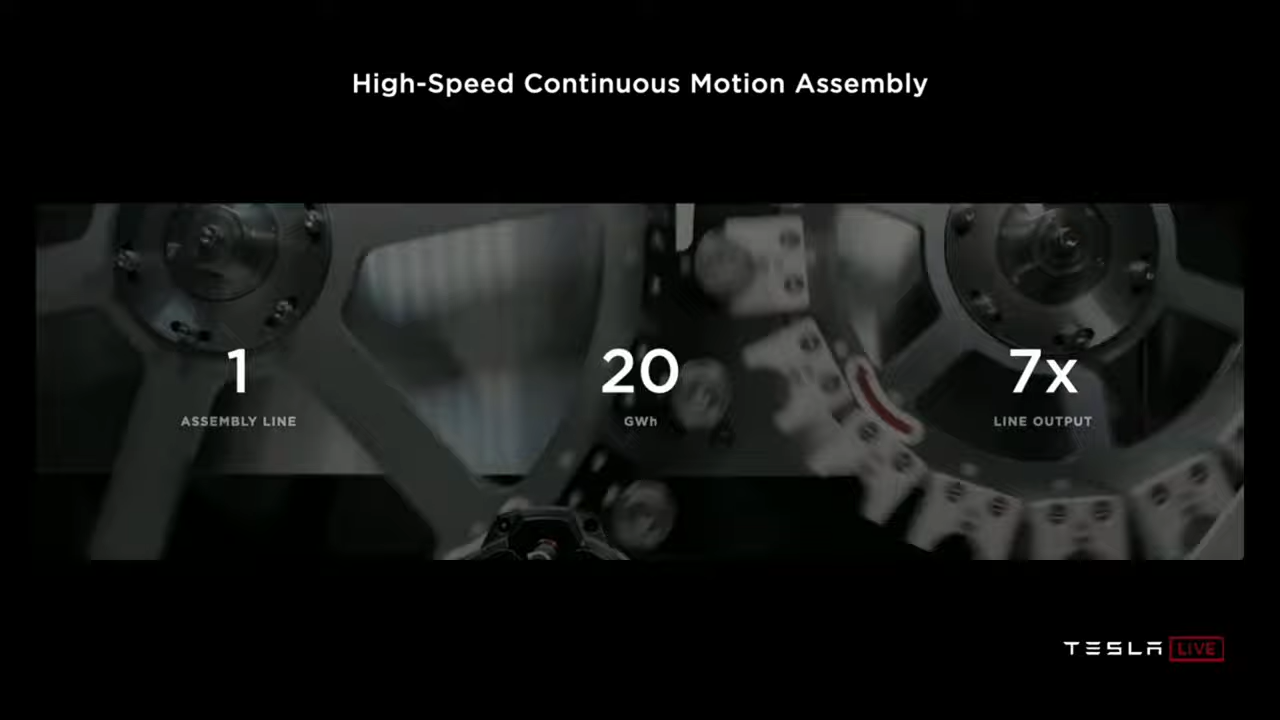 High-Speed Continuous Motion Assembly
1
ASSEMBLY LINE
20
GWh
7x
LINE OUTPUT
TESLA LIVE